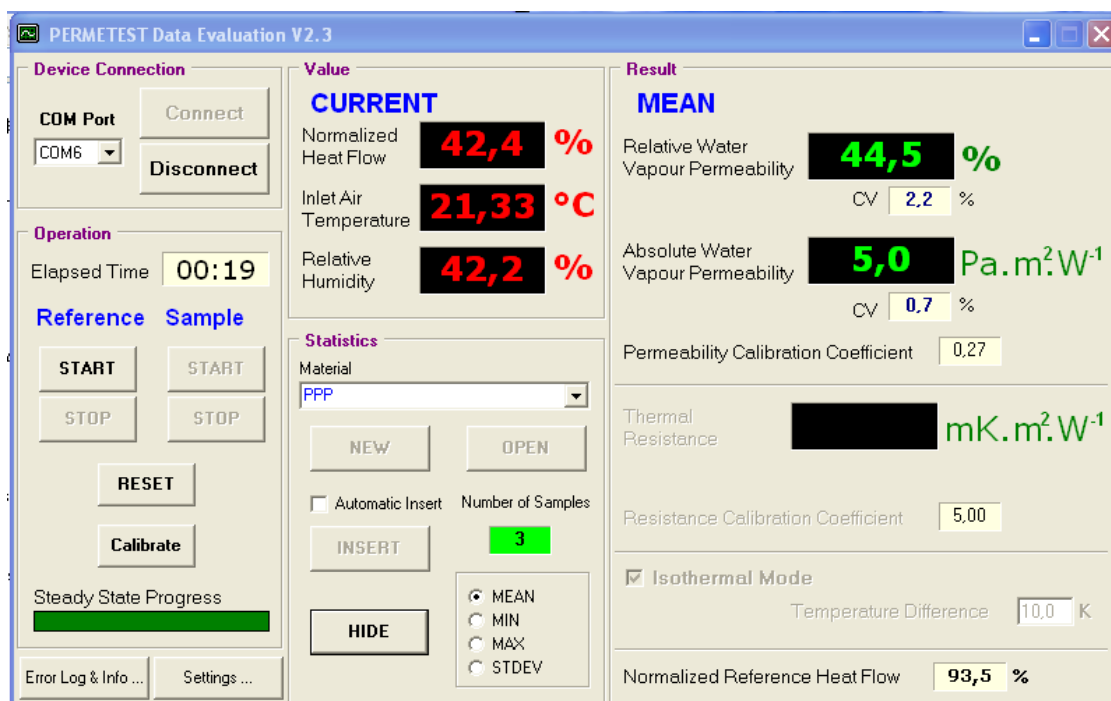 PERMETEST Data Evaluation V2.3
Device Connection
COM Port
COM6
Connect
Disconnect
Operation
Elapsed Time 00:19
Reference Sample
START START
STOP STOP
RESET
Calibrate
Steady State Progress
Error Log & Info ... Settings ...
Value
CURRENT
Normalized
Heat Flow
42,4 %
Inlet Air
Temperature
21,33 °C
Relative
Humidity
42,2 %
Statistics
Material
PPP
NEW OPEN
Automatic Insert
Number of Samples
INSERT
3
HIDE
MEAN
MIN
MAX
STDEV
Result
MEAN
Relative Water
Vapour Permeability
44,5 %
CV 2,2 %
Absolute Water
Vapour Permeability
5,0 Pa.m².W⁻¹
CV 0,7 %
Permeability Calibration Coefficient 0,27
Thermal
Resistance
mK.m².W⁻¹
Resistance Calibration Coefficient 5,00
Isothermal Mode
Temperature Difference 10,0 K
Normalized Reference Heat Flow 93,5 %